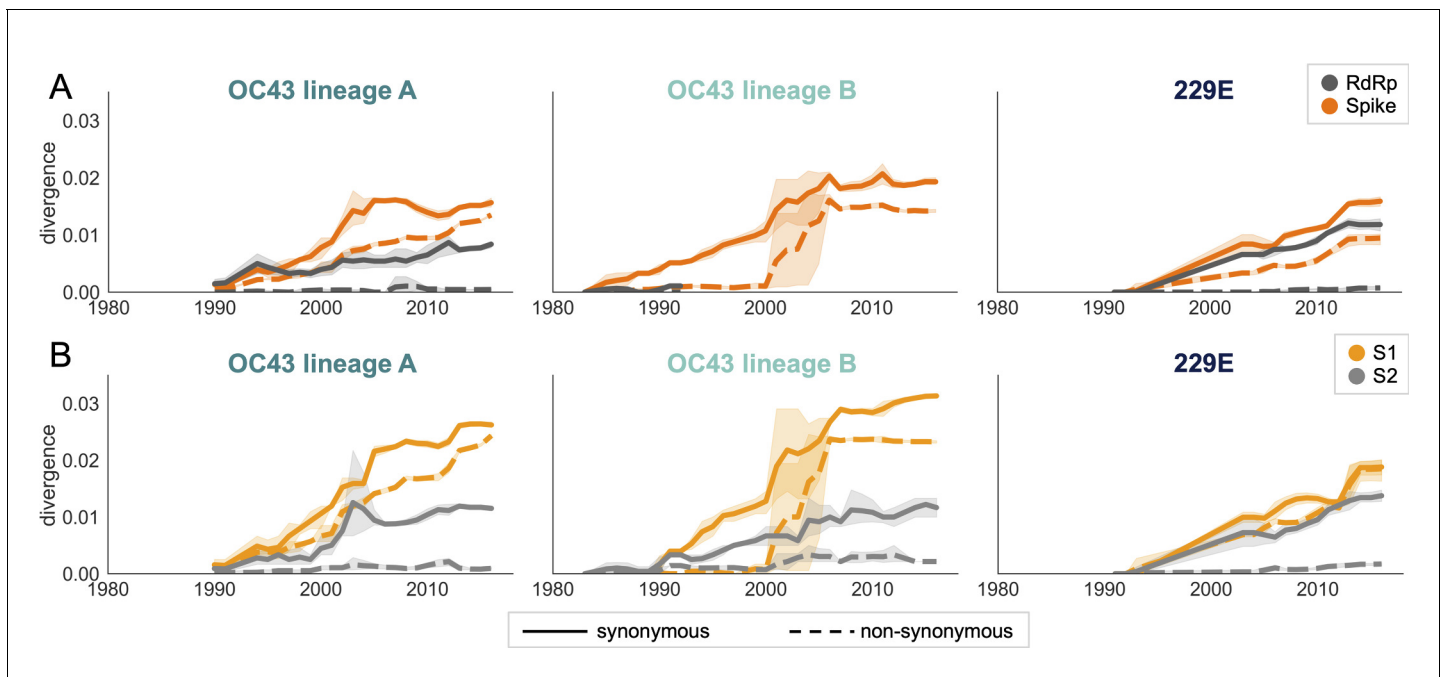 A
OC43 lineage A
OC43 lineage B
229E
RdRp
Spike
divergence
0.03
0.02
0.01
0.00
1980
1990
2000
2010
1980
1990
2000
2010
1980
1990
2000
2010
B
OC43 lineage A
OC43 lineage B
229E
S1
S2
divergence
0.03
0.02
0.01
0.00
1980
1990
2000
2010
1980
1990
2000
2010
1980
1990
2000
2010
synonymous
non-synonymous